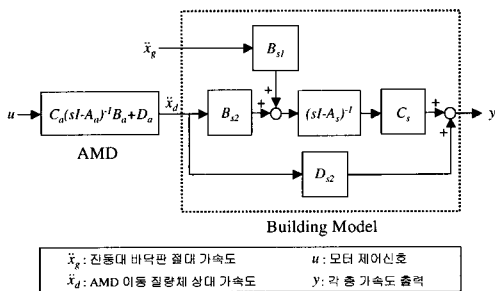 ẍg
Bs1
+
+
u
Ca(sI-Aa)⁻¹Ba+Da
ẍd
Bs2
+
(sI-As)⁻¹
Cs
+
y
AMD
Ds2
Building Model
ẍg : 진동대 바닥판 절대 가속도 u : 모터 제어신호
ẍd : AMD 이동 질량체 상대 가속도 y : 각 층 가속도 출력